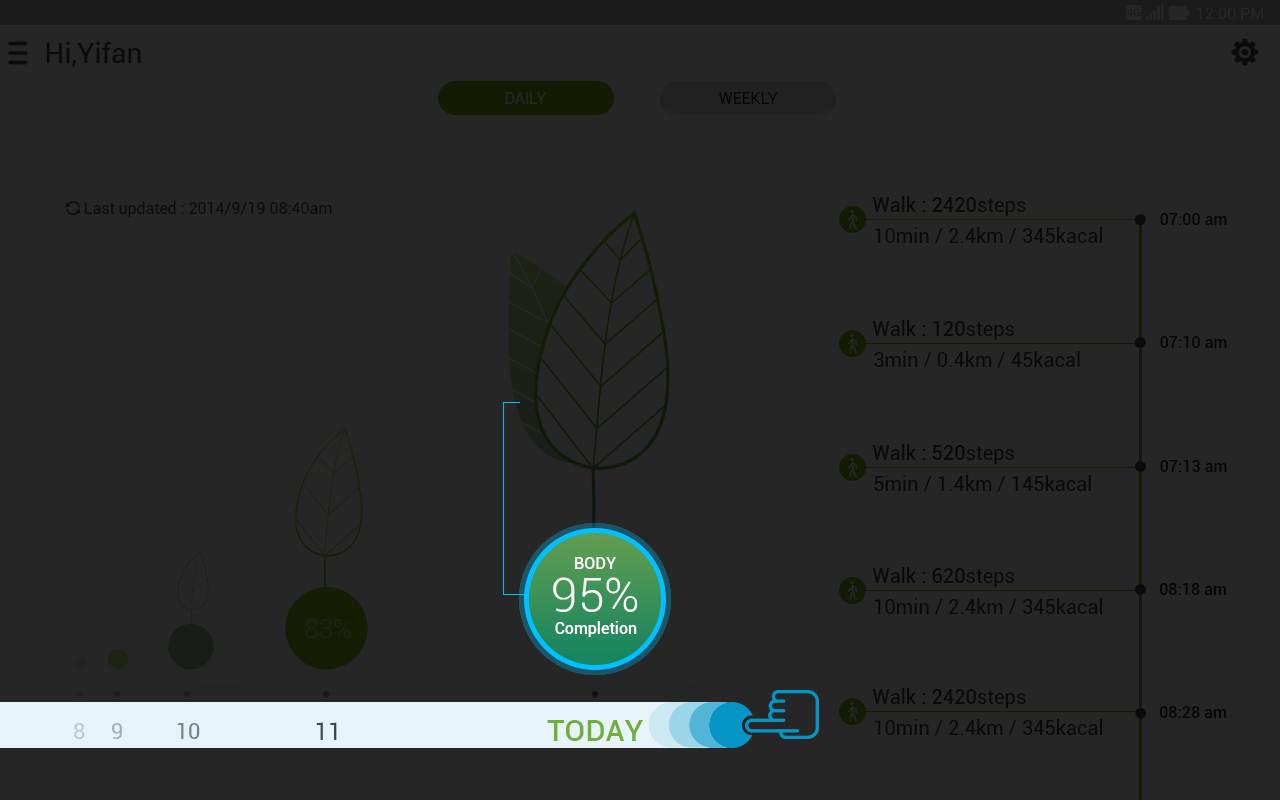 4G 12:00 PM
Hi,Yifan
DAILY
WEEKLY
Last updated : 2014/9/19 08:40am
Walk : 2420steps
10min / 2.4km / 345kacal
07:00 am
Walk : 120steps
3min / 0.4km / 45kacal
07:10 am
Walk : 520steps
5min / 1.4km / 145kacal
07:13 am
Walk : 620steps
10min / 2.4km / 345kacal
08:18 am
Walk : 2420steps
10min / 2.4km / 345kacal
08:28 am
83%
BODY
95%
Completion
8 9 10 11 TODAY